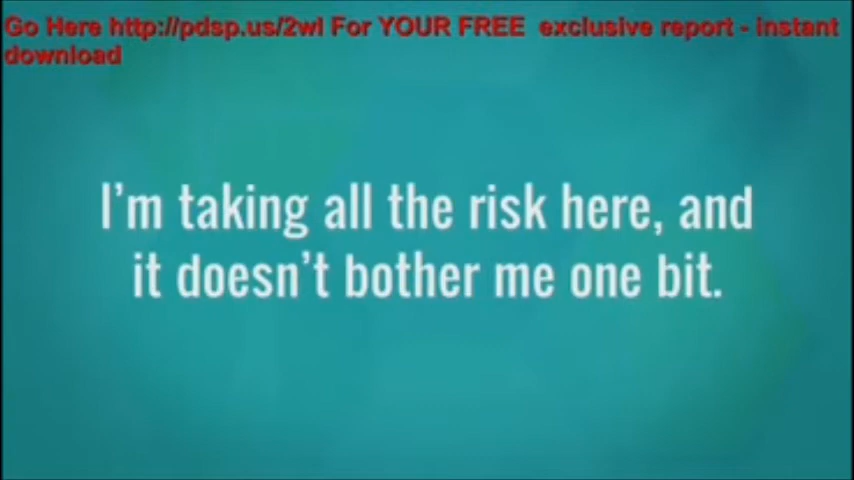 Go Here http://pdsp.us/2wl For YOUR FREE exclusive report - instant
download
I'm taking all the risk here, and
it doesn't bother me one bit.